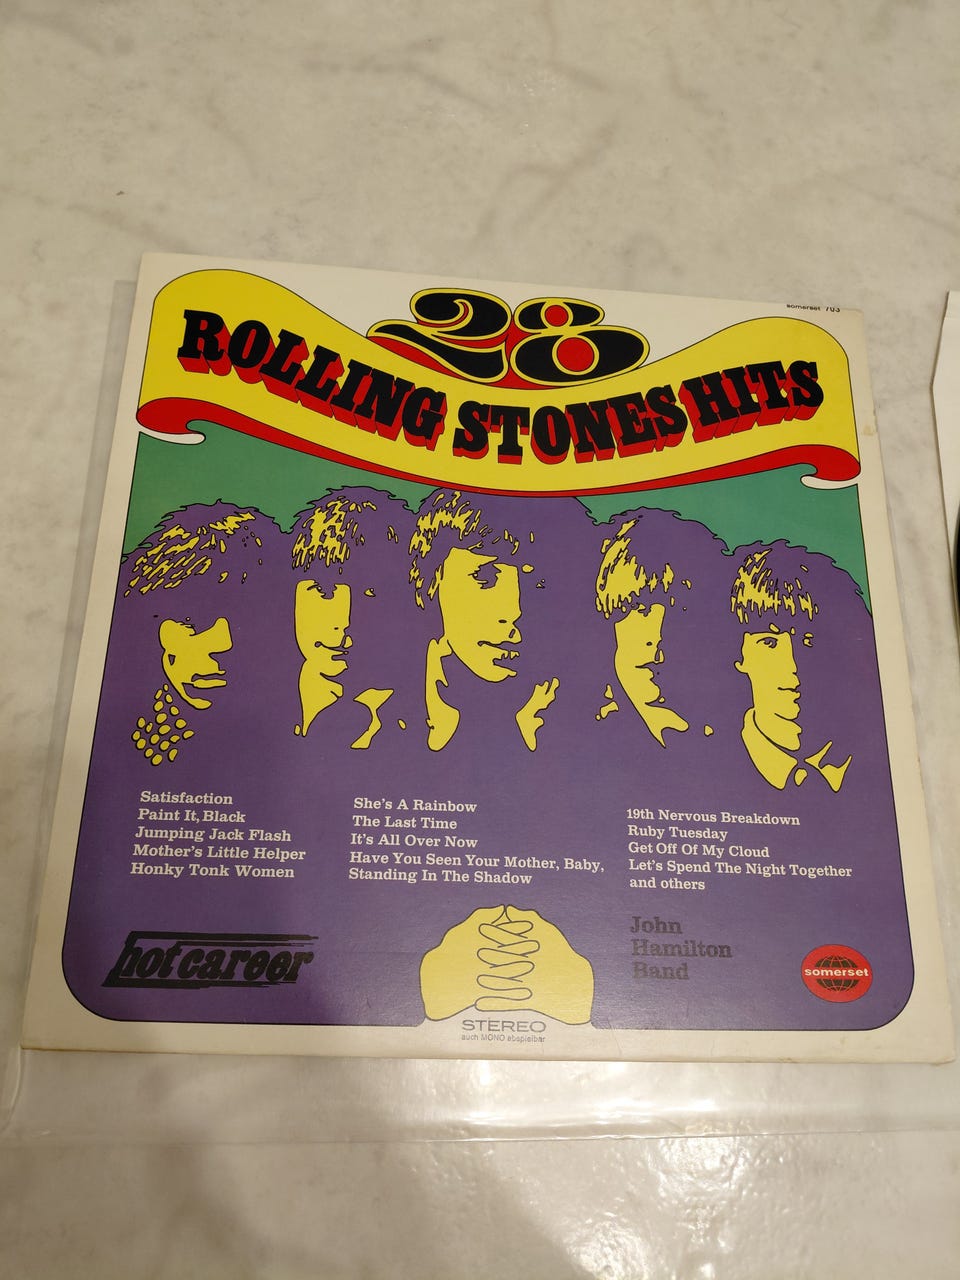 somerset 703
28
ROLLING STONES HITS
Satisfaction
Paint It, Black
Jumping Jack Flash
Mother's Little Helper
Honky Tonk Women
She's A Rainbow
The Last Time
It's All Over Now
Have You Seen Your Mother, Baby,
Standing In The Shadow
19th Nervous Breakdown
Ruby Tuesday
Get Off Of My Cloud
Let's Spend The Night Together
and others
hot career
John
Hamilton
Band
somerset
STEREO
auch MONO abspielbar